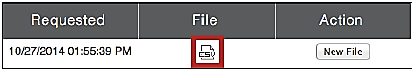 Requested File Action
10/27/2014 01:55:39 PM CSV New File